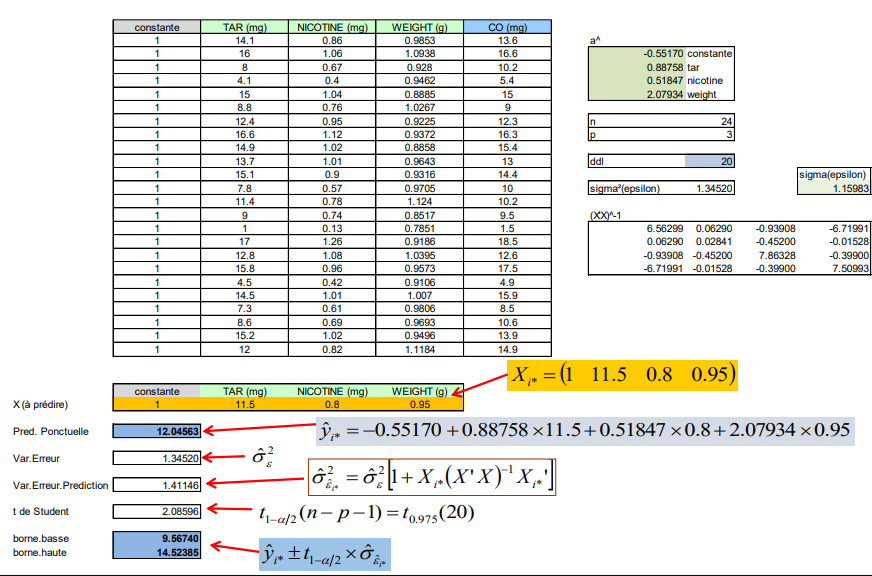 constante TAR (mg) NICOTINE (mg) WEIGHT (g) CO (mg)
1 14.1 0.86 0.9853 13.6
1 16 1.06 1.0938 16.6
1 8 0.67 0.928 10.2
1 4.1 0.4 0.9462 5.4
1 15 1.04 0.8885 15
1 8.8 0.76 1.0267 9
1 12.4 0.95 0.9225 12.3
1 16.6 1.12 0.9372 16.3
1 14.9 1.02 0.8858 15.4
1 13.7 1.01 0.9643 13
1 15.1 0.9 0.9316 14.4
1 7.8 0.57 0.9705 10
1 11.4 0.78 1.124 10.2
1 9 0.74 0.8517 9.5
1 1 0.13 0.7851 1.5
1 17 1.26 0.9186 18.5
1 12.8 1.08 1.0395 12.6
1 15.8 0.96 0.9573 17.5
1 4.5 0.42 0.9106 4.9
1 14.5 1.01 1.007 15.9
1 7.3 0.61 0.9806 8.5
1 8.6 0.69 0.9693 10.6
1 15.2 1.02 0.9496 13.9
1 12 0.82 1.1184 14.9
a^
-0.55170 constante
0.88758 tar
0.51847 nicotine
2.07934 weight
n 24
p 3
ddl 20
sigma²(epsilon) 1.34520
sigma(epsilon)
1.15983
(X'X)^-1
6.56299 0.06290 -0.93908 -6.71991
0.06290 0.02841 -0.45200 -0.01528
-0.93908 -0.45200 7.86328 -0.39900
-6.71991 -0.01528 -0.39900 7.50993
X_{i*} = (1 11.5 0.8 0.95)
constante TAR (mg) NICOTINE (mg) WEIGHT (g)
X (à prédire) 1 11.5 0.8 0.95
Pred. Ponctuelle 12.04563 ŷ_{i*} = −0.55170 + 0.88758 × 11.5 + 0.51847 × 0.8 + 2.07934 × 0.95
Var.Erreur 1.34520 σ̂_ε²
Var.Erreur.Prediction 1.41146 σ̂²_{ε̂_{i*}} = σ̂_ε²[1 + X_{i*}(X'X)⁻¹ X_{i*}']
t de Student 2.08596 t_{1−α/2}(n − p − 1) = t_{0.975}(20)
borne.basse 9.56740
borne.haute 14.52385
ŷ_{i*} ± t_{1−α/2} × σ̂_{ε̂_{i*}}